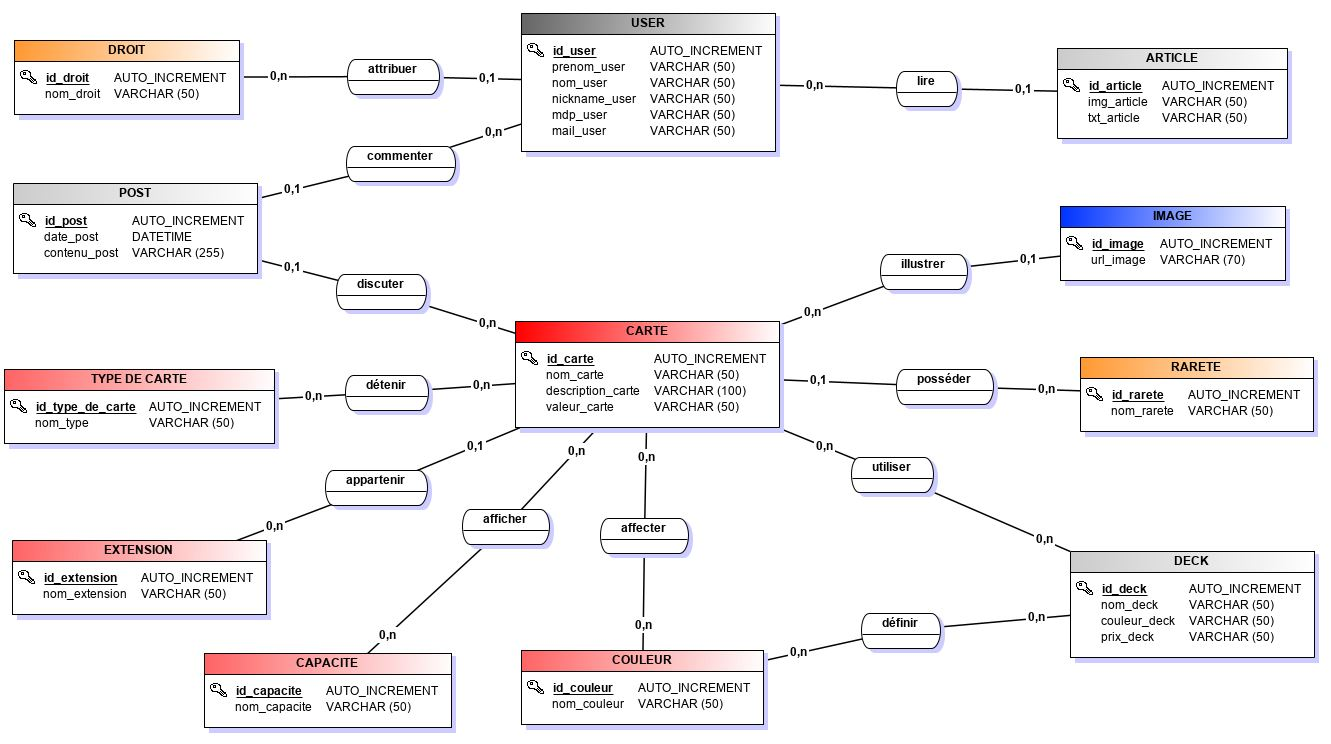 USER
id_user AUTO_INCREMENT
prenom_user VARCHAR (50)
nom_user VARCHAR (50)
nickname_user VARCHAR (50)
mdp_user VARCHAR (50)
mail_user VARCHAR (50)
DROIT
id_droit AUTO_INCREMENT
nom_droit VARCHAR (50)
0,n
attribuer
0,1
0,n
lire
0,1
ARTICLE
id_article AUTO_INCREMENT
img_article VARCHAR (50)
txt_article VARCHAR (50)
0,n
commenter
0,1
POST
id_post AUTO_INCREMENT
date_post DATETIME
contenu_post VARCHAR (255)
0,1
discuter
0,n
IMAGE
id_image AUTO_INCREMENT
url_image VARCHAR (70)
0,1
illustrer
0,n
CARTE
id_carte AUTO_INCREMENT
nom_carte VARCHAR (50)
description_carte VARCHAR (100)
valeur_carte VARCHAR (50)
TYPE DE CARTE
id_type_de_carte AUTO_INCREMENT
nom_type VARCHAR (50)
0,n
détenir
0,n
0,1
posséder
0,n
RARETE
id_rarete AUTO_INCREMENT
nom_rarete VARCHAR (50)
0,1
appartenir
0,n
EXTENSION
id_extension AUTO_INCREMENT
nom_extension VARCHAR (50)
0,n
afficher
0,n
CAPACITE
id_capacite AUTO_INCREMENT
nom_capacite VARCHAR (50)
0,n
affecter
0,n
COULEUR
id_couleur AUTO_INCREMENT
nom_couleur VARCHAR (50)
0,n
utiliser
0,n
DECK
id_deck AUTO_INCREMENT
nom_deck VARCHAR (50)
couleur_deck VARCHAR (50)
prix_deck VARCHAR (50)
0,n
définir
0,n